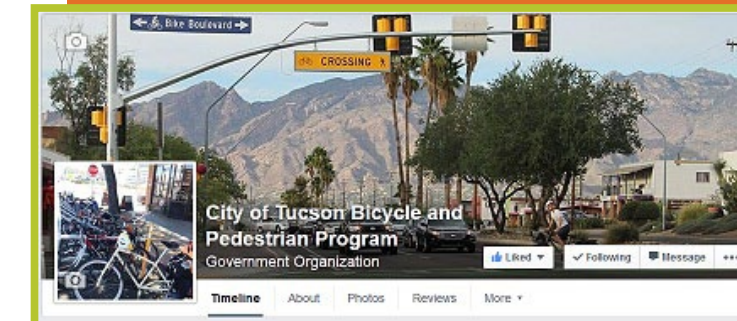 Bike Boulevard
CROSSING
City of Tucson Bicycle and
Pedestrian Program
Government Organization
Liked
Following
Message
Timeline
About
Photos
Reviews
More